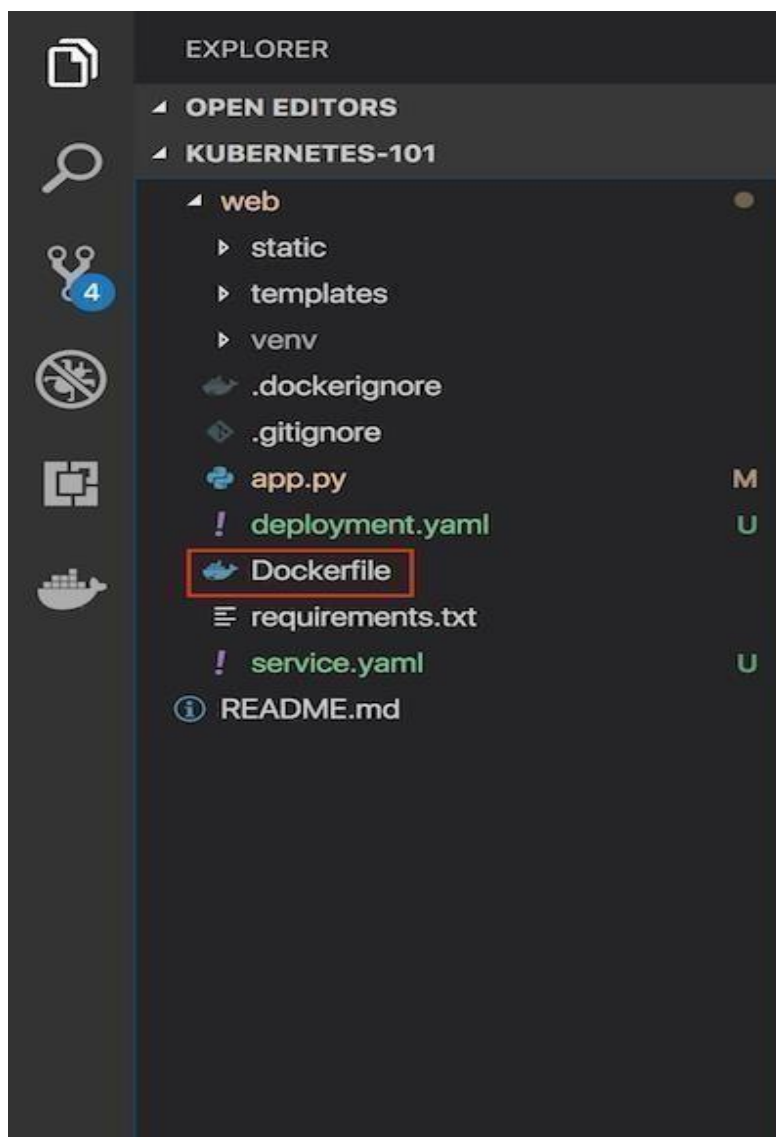 EXPLORER
OPEN EDITORS
KUBERNETES-101
web
static
templates
4
venv
.dockerignore
.gitignore
app.py M
deployment.yaml U
Dockerfile
requirements.txt
service.yaml U
README.md